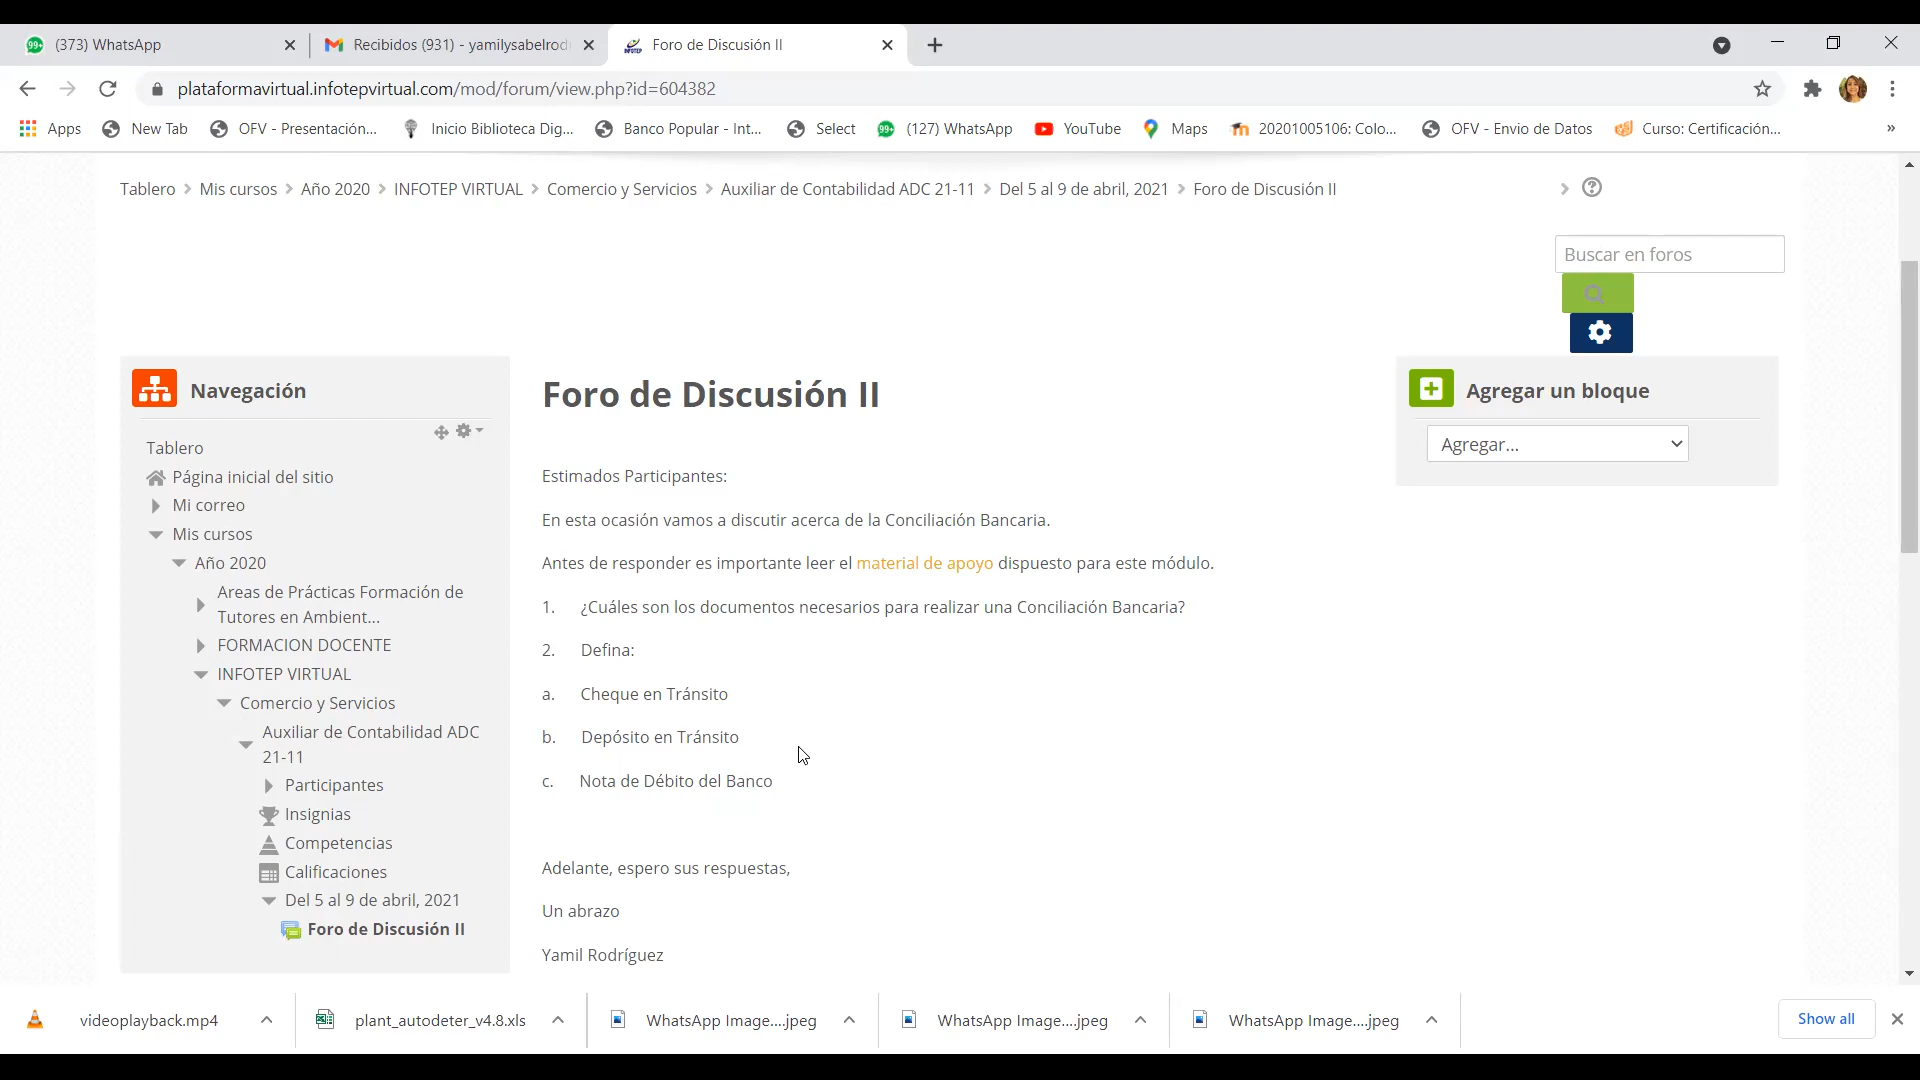 (373) WhatsApp
Recibidos (931) - yamilysabelrod
Foro de Discusión II
plataformavirtual.infotepvirtual.com/mod/forum/view.php?id=604382
Apps
New Tab
OFV - Presentación...
Inicio Biblioteca Dig...
Banco Popular - Int...
Select
99+
(127) WhatsApp
YouTube
Maps
20201005106: Colo...
OFV - Envio de Datos
Curso: Certificación...
»
Tablero > Mis cursos > Año 2020 > INFOTEP VIRTUAL > Comercio y Servicios > Auxiliar de Contabilidad ADC 21-11 > Del 5 al 9 de abril, 2021 > Foro de Discusión II
Buscar en foros
Navegación
Tablero
Página inicial del sitio
Mi correo
Mis cursos
Año 2020
Areas de Prácticas Formación de
Tutores en Ambient...
FORMACION DOCENTE
INFOTEP VIRTUAL
Comercio y Servicios
Auxiliar de Contabilidad ADC
21-11
Participantes
Insignias
Competencias
Calificaciones
Del 5 al 9 de abril, 2021
Foro de Discusión II
Foro de Discusión II
Estimados Participantes:
En esta ocasión vamos a discutir acerca de la Conciliación Bancaria.
Antes de responder es importante leer el material de apoyo dispuesto para este módulo.
1. ¿Cuáles son los documentos necesarios para realizar una Conciliación Bancaria?
2. Defina:
a. Cheque en Tránsito
b. Depósito en Tránsito
c. Nota de Débito del Banco
Adelante, espero sus respuestas,
Un abrazo
Yamil Rodríguez
Agregar un bloque
Agregar...
videoplayback.mp4
plant_autodeter_v4.8.xls
WhatsApp Image....jpeg
WhatsApp Image....jpeg
WhatsApp Image....jpeg
Show all